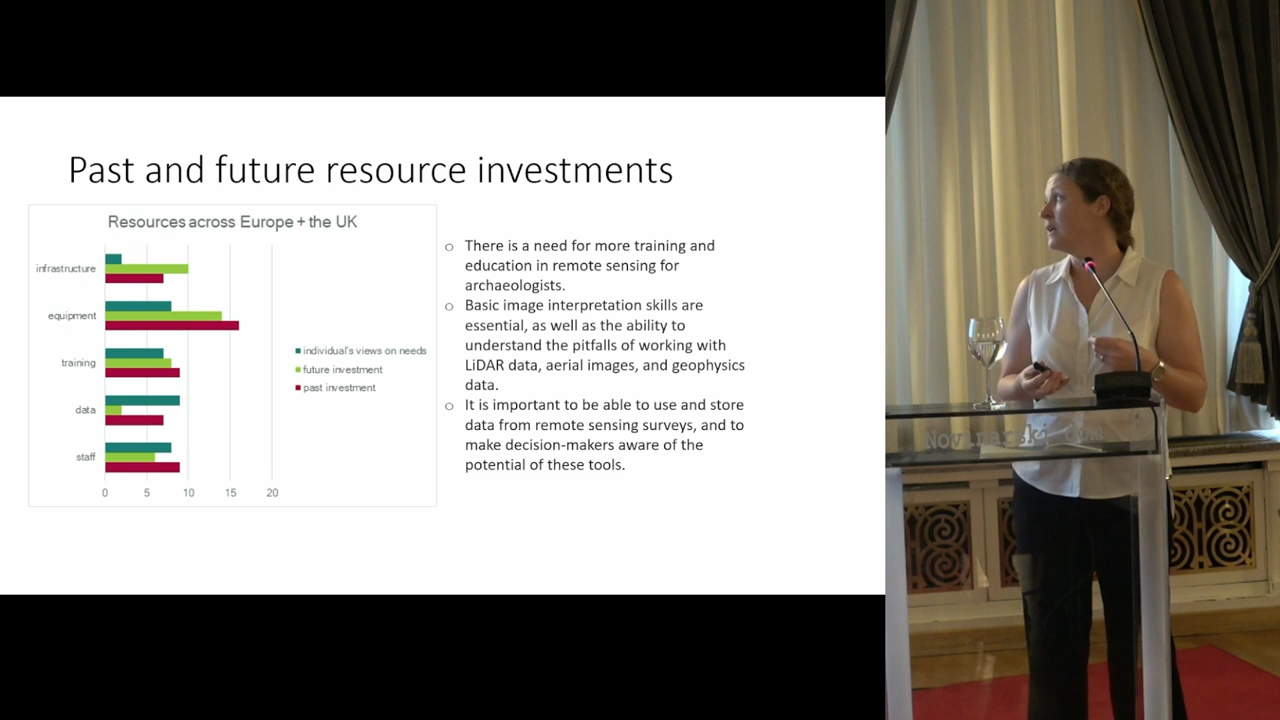 Past and future resource investments
Resources across Europe + the UK
infrastructure
equipment
training
data
staff
0 5 10 15 20
individual's views on needs
future investment
past investment
o There is a need for more training and
education in remote sensing for
archaeologists.
o Basic image interpretation skills are
essential, as well as the ability to
understand the pitfalls of working with
LiDAR data, aerial images, and geophysics
data.
o It is important to be able to use and store
data from remote sensing surveys, and to
make decision-makers aware of the
potential of these tools.
Novinarski dom